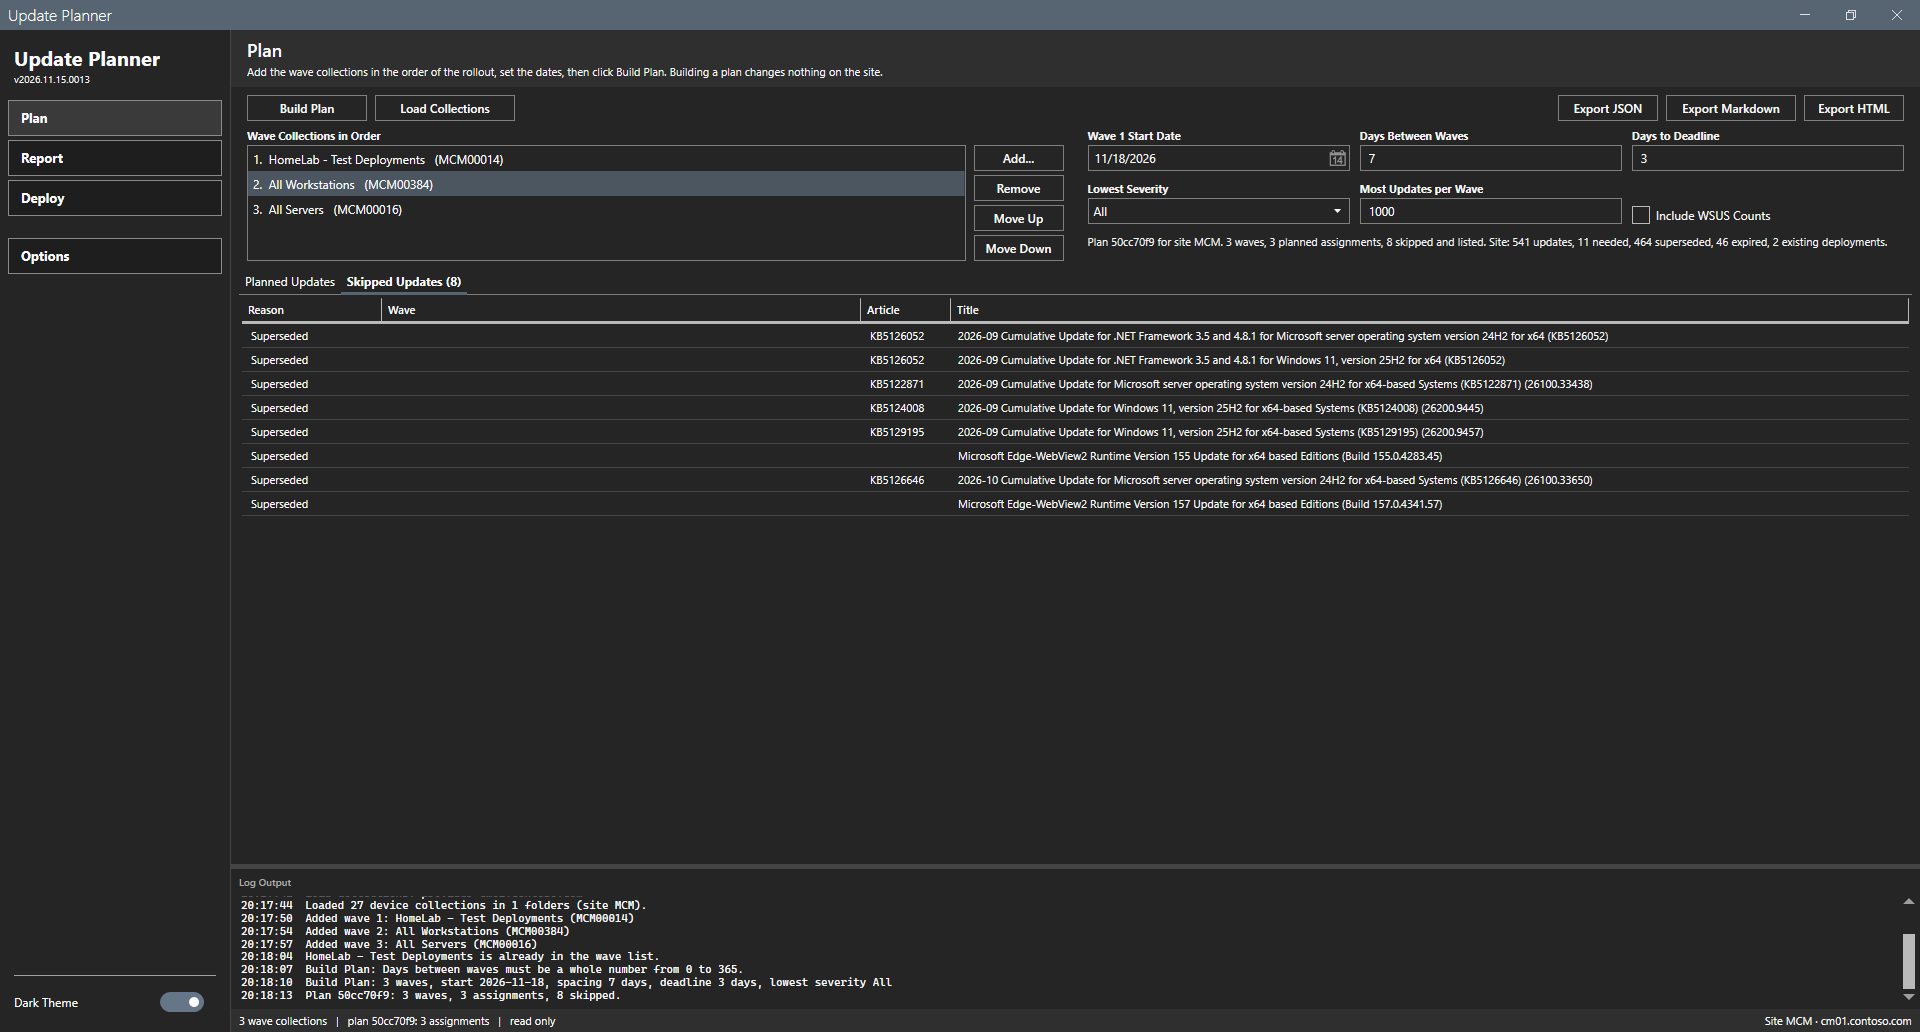 Update Planner
Update Planner
v2026.11.15.0013
Plan
Report
Deploy
Options
Dark Theme
Plan
Add the wave collections in the order of the rollout, set the dates, then click Build Plan. Building a plan changes nothing on the site.
Build Plan
Load Collections
Export JSON
Export Markdown
Export HTML
Wave Collections in Order
1. HomeLab - Test Deployments (MCM00014)
2. All Workstations (MCM00384)
3. All Servers (MCM00016)
Add...
Remove
Move Up
Move Down
Wave 1 Start Date
Days Between Waves
Days to Deadline
11/18/2026
14
7
3
Lowest Severity
Most Updates per Wave
All
1000
Include WSUS Counts
Plan 50cc70f9 for site MCM. 3 waves, 3 planned assignments, 8 skipped and listed. Site: 541 updates, 11 needed, 464 superseded, 46 expired, 2 existing deployments.
Planned Updates
Skipped Updates (8)
Reason Wave Article Title
Superseded KB5126052 2026-09 Cumulative Update for .NET Framework 3.5 and 4.8.1 for Microsoft server operating system version 24H2 for x64 (KB5126052)
Superseded KB5126052 2026-09 Cumulative Update for .NET Framework 3.5 and 4.8.1 for Windows 11, version 25H2 for x64 (KB5126052)
Superseded KB5122871 2026-09 Cumulative Update for Microsoft server operating system version 24H2 for x64-based Systems (KB5122871) (26100.33438)
Superseded KB5124008 2026-09 Cumulative Update for Windows 11, version 25H2 for x64-based Systems (KB5124008) (26200.9445)
Superseded KB5129195 2026-09 Cumulative Update for Windows 11, version 25H2 for x64-based Systems (KB5129195) (26200.9457)
Superseded Microsoft Edge-WebView2 Runtime Version 155 Update for x64 based Editions (Build 155.0.4283.45)
Superseded KB5126646 2026-10 Cumulative Update for Microsoft server operating system version 24H2 for x64-based Systems (KB5126646) (26100.33650)
Superseded Microsoft Edge-WebView2 Runtime Version 157 Update for x64 based Editions (Build 157.0.4341.57)
Log Output
20:17:44 Loaded 27 device collections in 1 folders (site MCM).
20:17:50 Added wave 1: HomeLab - Test Deployments (MCM00014)
20:17:54 Added wave 2: All Workstations (MCM00384)
20:17:57 Added wave 3: All Servers (MCM00016)
20:18:04 HomeLab - Test Deployments is already in the wave list.
20:18:07 Build Plan: Days between waves must be a whole number from 0 to 365.
20:18:10 Build Plan: 3 waves, start 2026-11-18, spacing 7 days, deadline 3 days, lowest severity All
20:18:13 Plan 50cc70f9: 3 waves, 3 assignments, 8 skipped.
3 wave collections | plan 50cc70f9: 3 assignments | read only
Site MCM · cm01.contoso.com